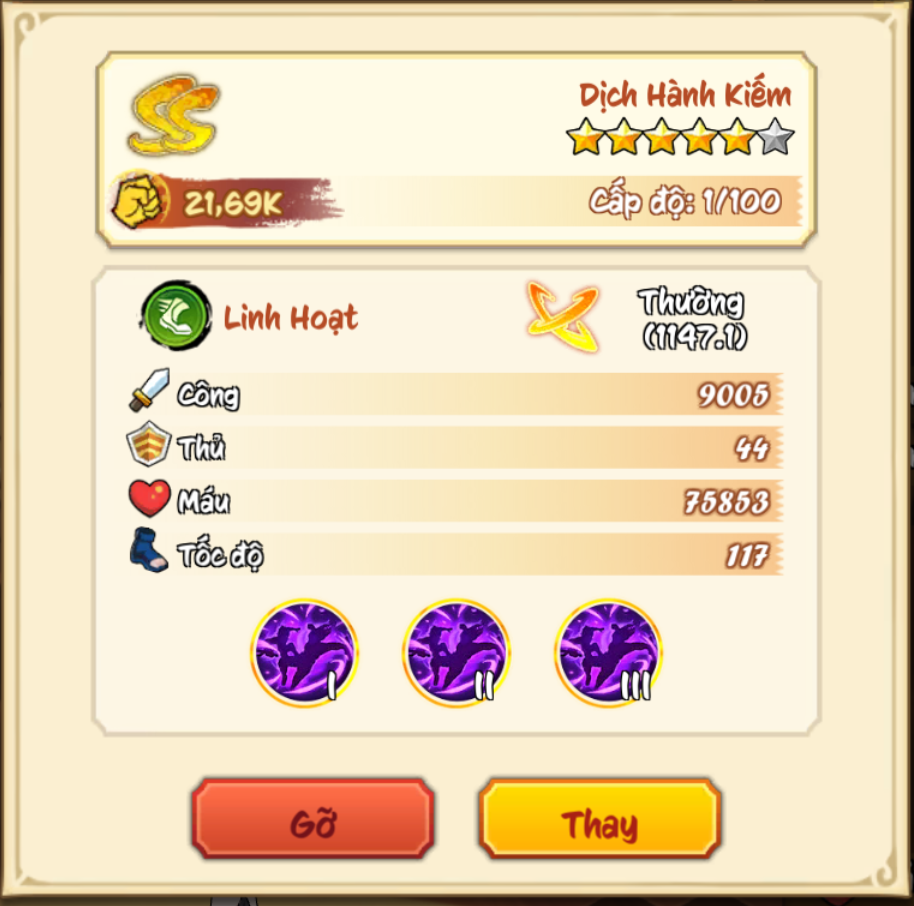 SS
Dịch Hành Kiếm
21,69K
Cấp độ: 1/100
Linh Hoạt
Thường
(1147.1)
Công 9005
Thủ 44
Máu 75853
Tốc độ 117
I II III
Gỡ Thay